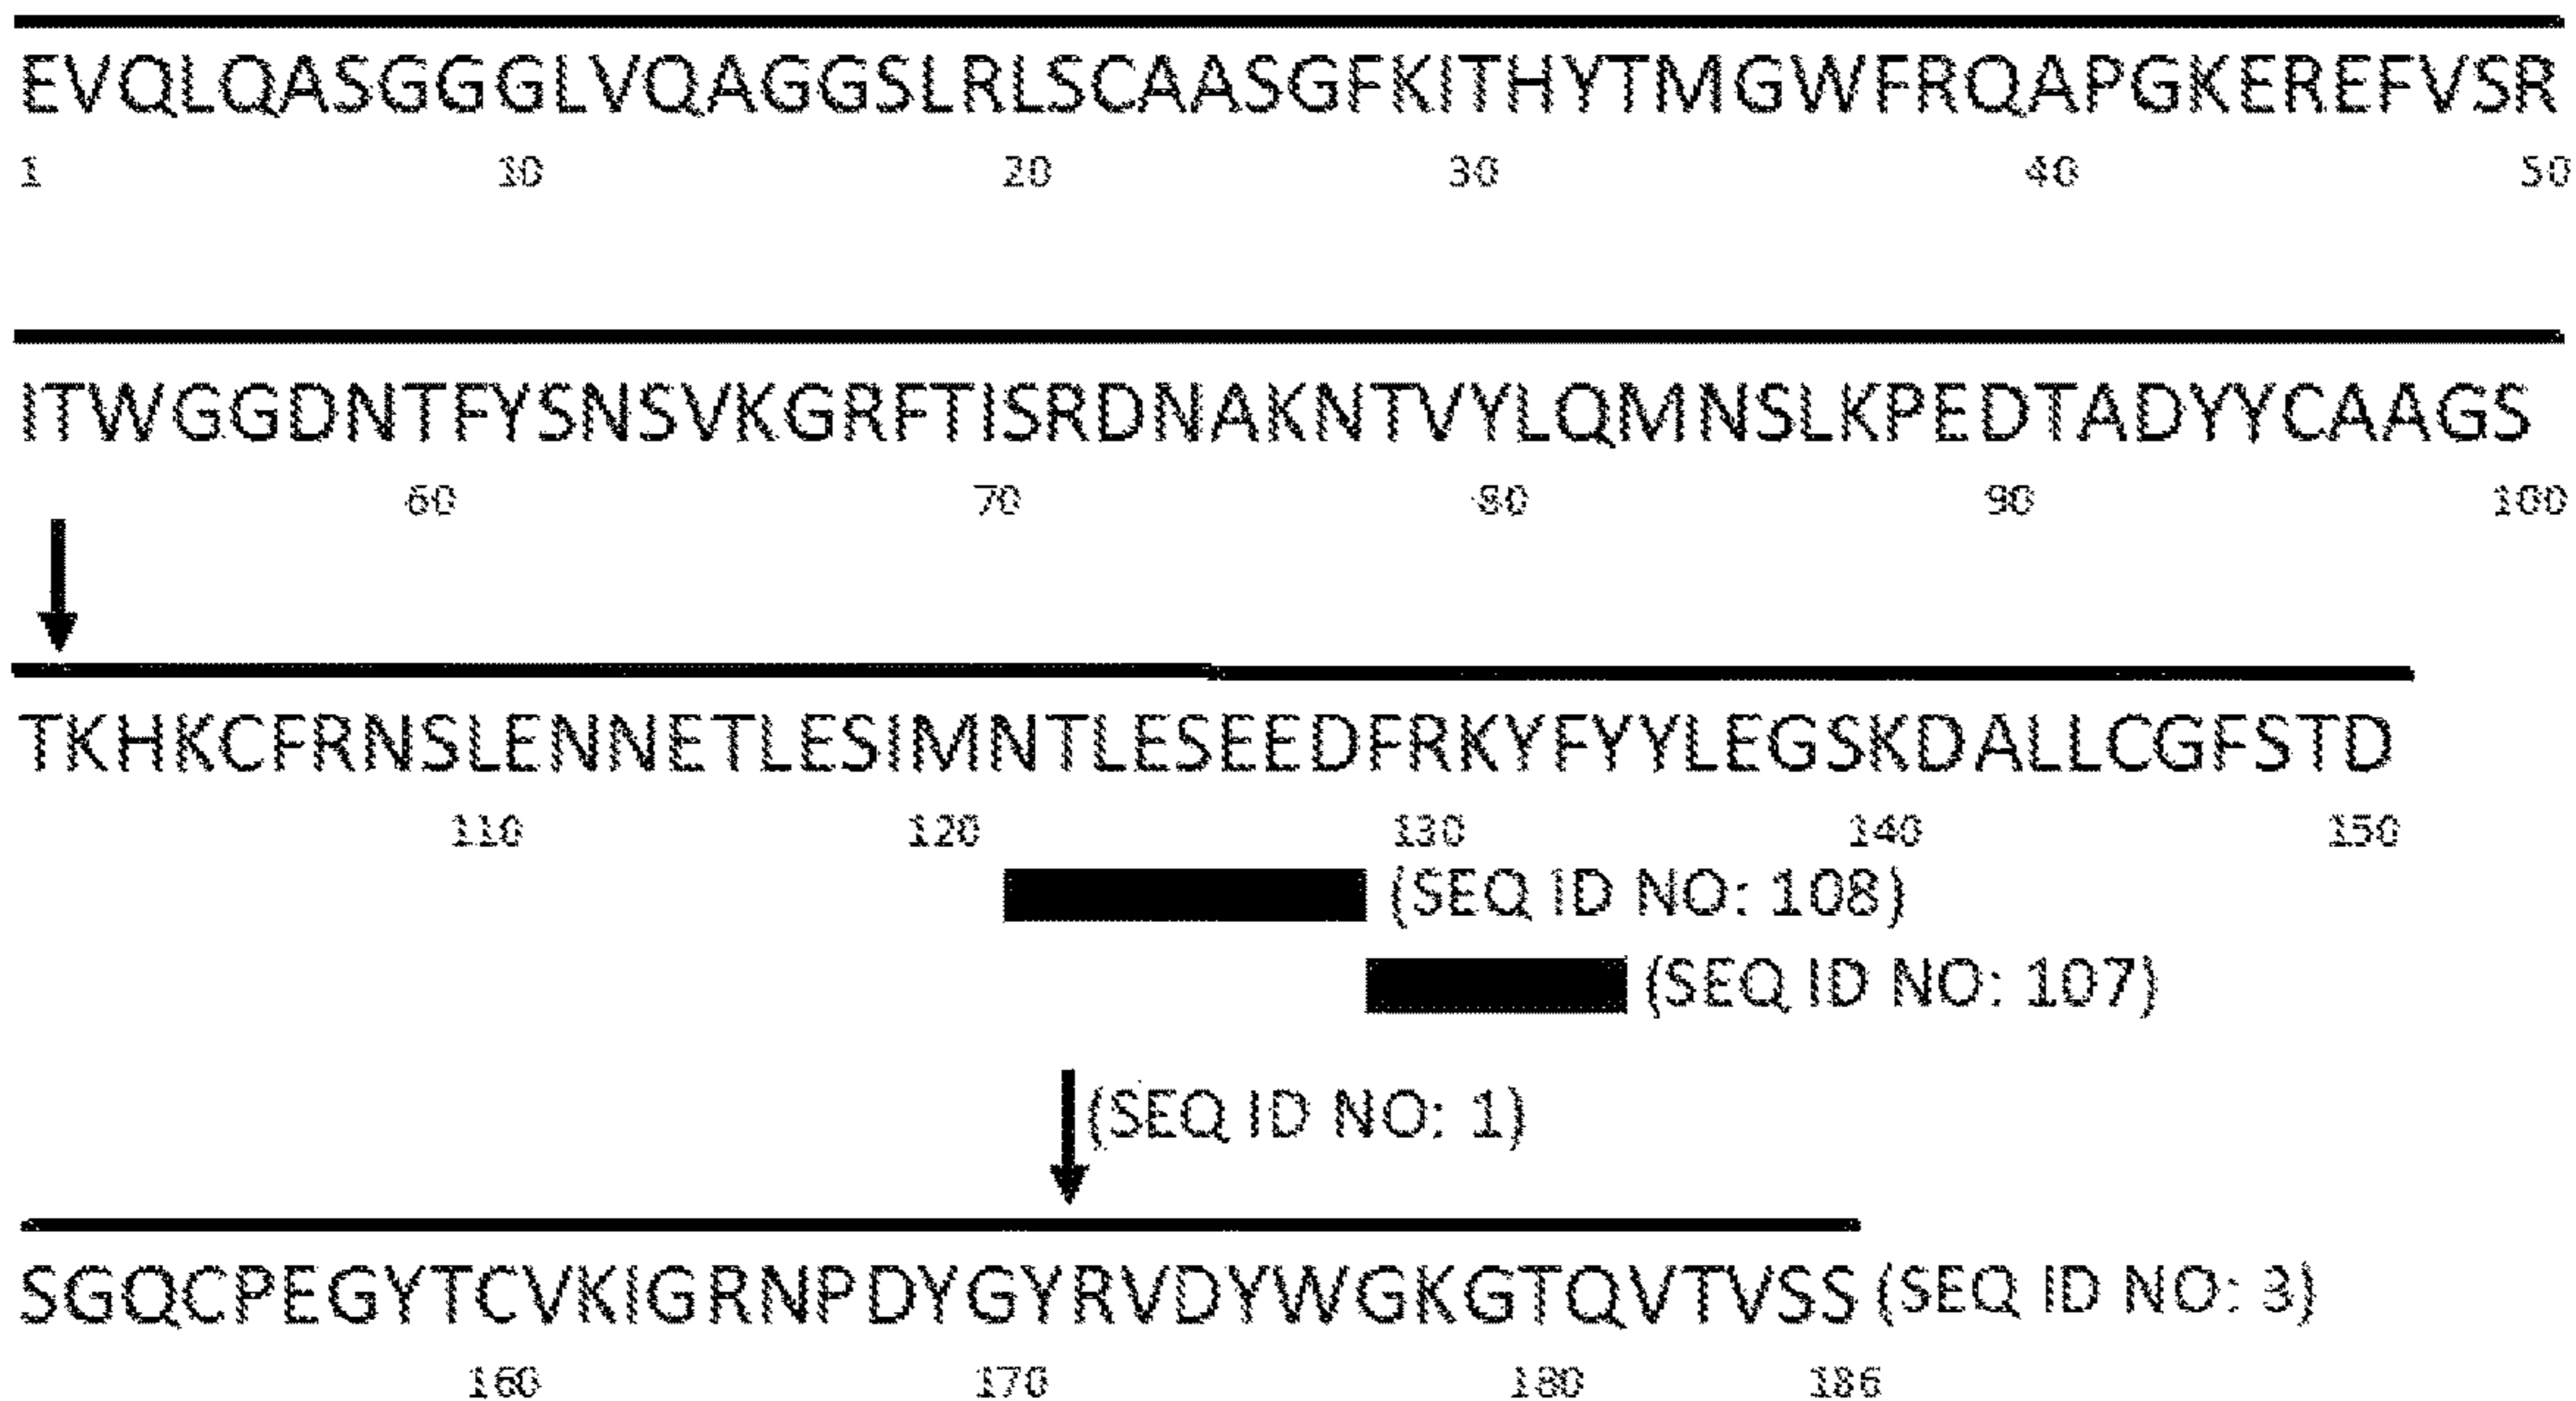 EVQLQASGGGLVQAGGSLRLSCAASGFKITHYTMGWFRQAPGKEREFVSR
1 10 20 30 40 50
ITWGGDNTFYSNSVKGRFTISRDNAKNTVYLQMNSLKPEDTADYYCAAGS
60 70 80 90 100
TKHKCFRNSLENNETLESIMNTLESEEDFRKYFYYLEGSKDALLCGFSTD
110 120 130 140 150
(SEQ ID NO: 108)
(SEQ ID NO: 107)
(SEQ ID NO: 1)
SGQCPEGYTCVKIGRNPDYGYRVDYWGKGTQVTVSS (SEQ ID NO: 3)
160 170 180 186